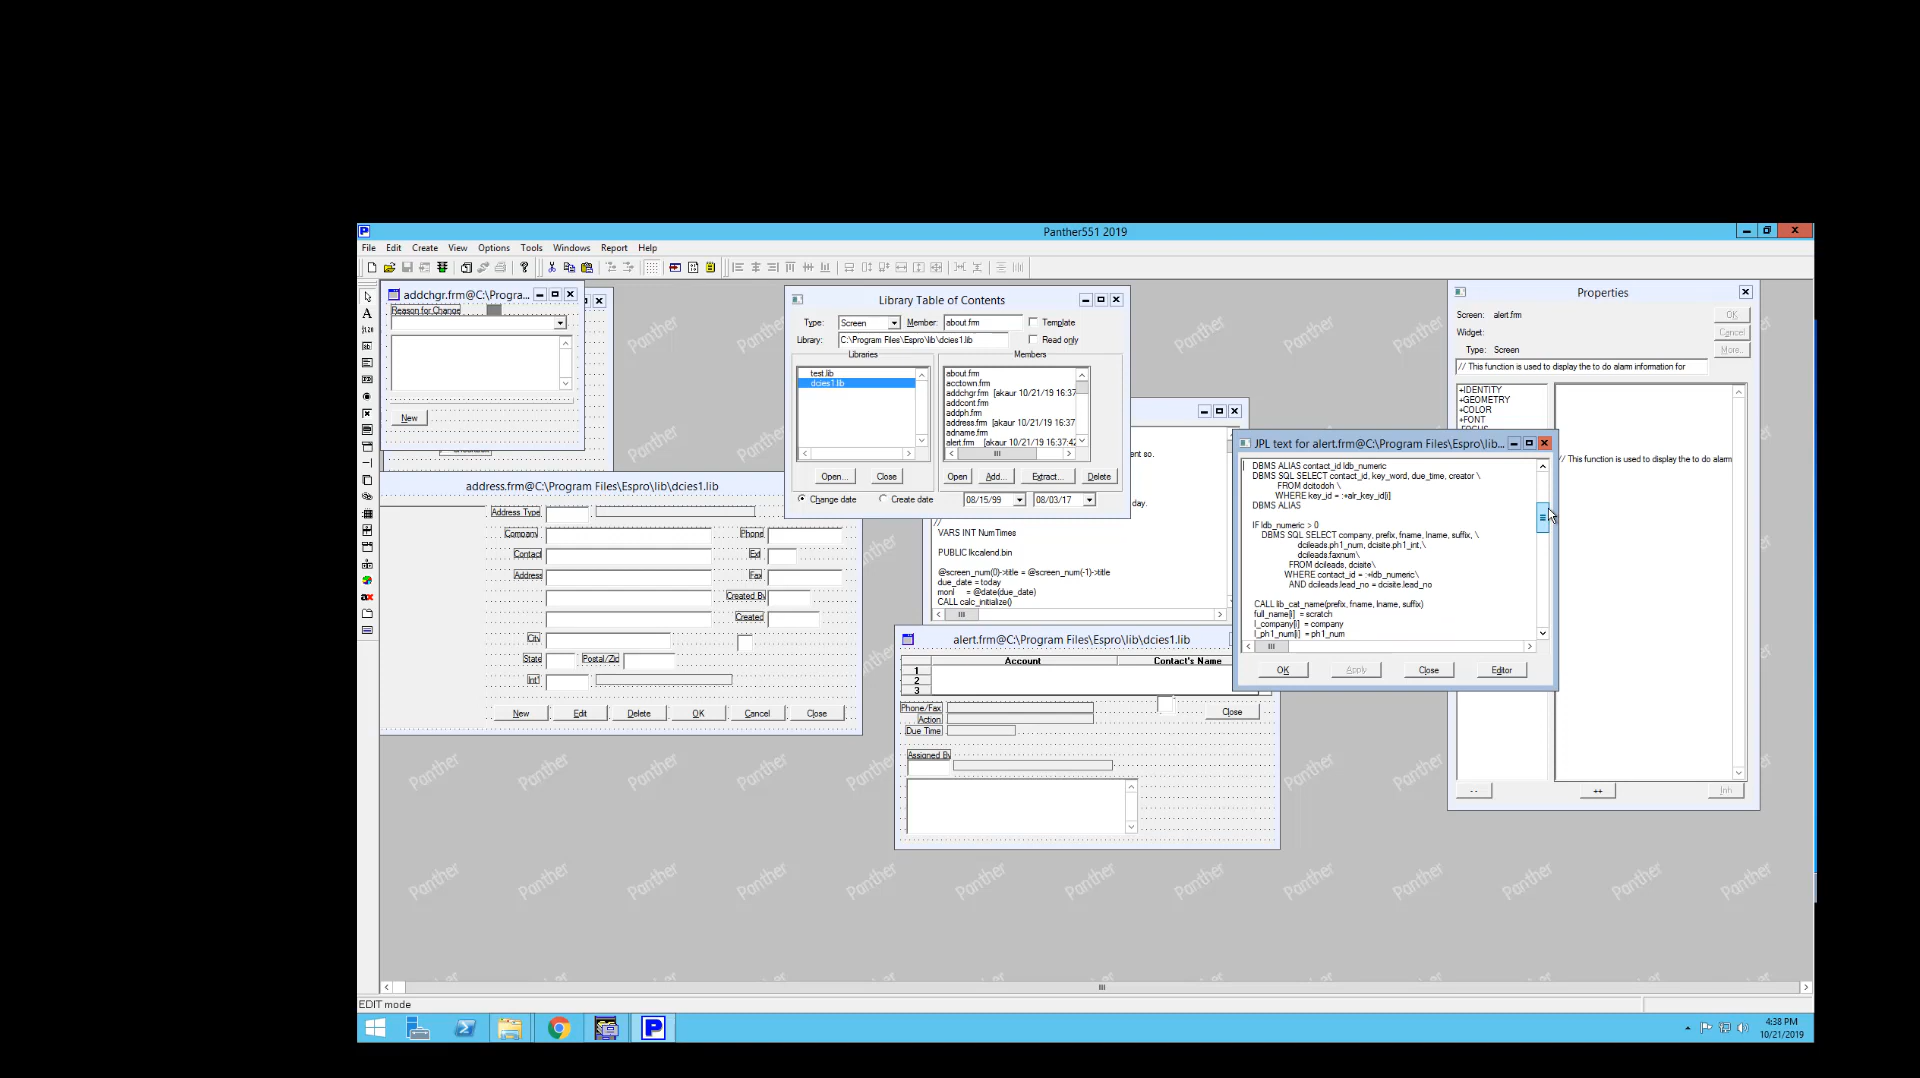 Panther551 2019
File Edit Create View Options Tools Windows Report Help
addchgr.frm@C:\Progra...
Reason for Change
New
address.frm@C:\Program Files\Espro\lib\dcies1.lib
Address Type
Company
Phone
Contact
Ext
Address
Fax
Created By
Created
City
State
Postal/Zip
Int'l
New Edit Delete OK Cancel Close
Library Table of Contents
Type: Screen Member: about.frm Template
Library: C:\Program Files\Espro\lib\dcies1.lib Read only
Libraries Members
test.lib
dcies1.lib
about.frm
acctown.frm
addchgr.frm [akaur 10/21/19 16:37
addcont.frm
addph.frm
address.frm [akaur 10/21/19 16:37
adname.frm
alert.frm [akaur 10/21/19 16:37:42
Open... Close Open Add... Extract... Delete
Change date Create date 08/15/99 08/03/17
ent so.
day.
//
VARS INT NumTimes
PUBLIC lkcalend.bin
@screen_num(0)->title = @screen_num(-1)->title
due_date = today
= @date(due_date)
CALL calc_initialize()
alert.frm@C:\Program Files\Espro\lib\dcies1.lib
Account Contact's Name
1
2
3
Phone/Fax
Action
Due Time
Close
Assigned By
JPL text for alert.frm@C:\Program Files\Espro\lib...
DBMS ALIAS contact_id ldb_numeric
DBMS SQL SELECT contact_id, key_word, due_time, creator \
FROM dcitodoh \
WHERE key_id = :+alr_key_id[i]
DBMS ALIAS
IF ldb_numeric > 0
DBMS SQL SELECT company, prefix, fname, lname, suffix, \
dcileads.ph1_num, dcisite.ph1_int,\
dcileads.faxnum\
FROM dcileads, dcisite\
WHERE contact_id = :+ldb_numeric\
AND dcileads.lead_no = dcisite.lead_no
CALL lib_cat_name(prefix, fname, lname, suffix)
full_name[i] = scratch
l_company[i] = company
l_ph1_num[i] = ph1_num
OK Apply Close Editor
Properties
Screen: alert.frm
Widget:
Type: Screen
OK
Cancel
More...
// This function is used to display the to do alarm information for
+IDENTITY
+GEOMETRY
+COLOR
+FONT
// This function is used to display the to do alarm
-- ++ Inh
Panther
EDIT mode
4:38 PM
10/21/2019